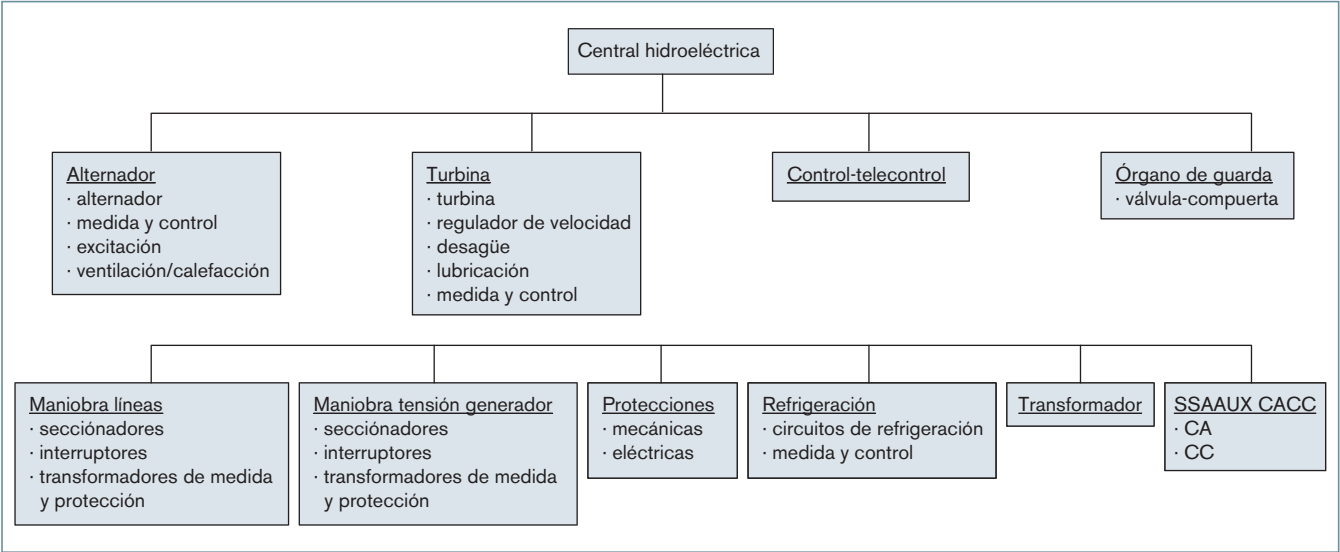 Central hidroeléctrica
Alternador
· alternador
· medida y control
· excitación
· ventilación/calefacción
Turbina
· turbina
· regulador de velocidad
· desagüe
· lubricación
· medida y control
Control-telecontrol
Órgano de guarda
· válvula-compuerta
Maniobra líneas
· secciónadores
· interruptores
· transformadores de medida
y protección
Maniobra tensión generador
· secciónadores
· interruptores
· transformadores de medida
y protección
Protecciones
· mecánicas
· eléctricas
Refrigeración
· circuitos de refrigeración
· medida y control
Transformador
SSAAUX CACC
· CA
· CC